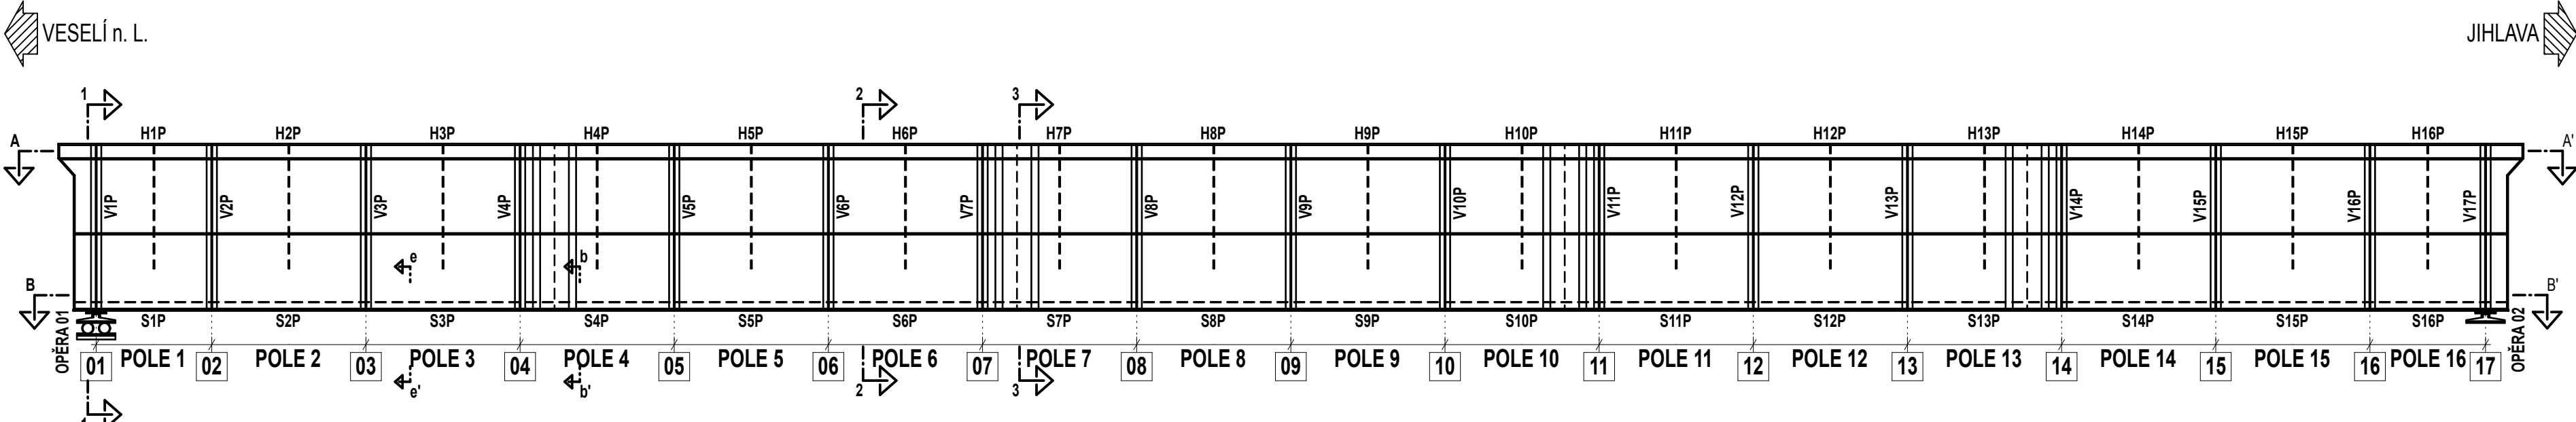 VESELÍ n. L. JIHLAVA
1 2 3
A H1P H2P H3P H4P H5P H6P H7P H8P H9P H10P H11P H12P H13P H14P H15P H16P A'
V1P V2P V3P V4P V5P V6P V7P V8P V9P V10P V11P V12P V13P V14P V15P V16P V17P
e b
B B'
OPĚRA 01 S1P S2P S3P S4P S5P S6P S7P S8P S9P S10P S11P S12P S13P S14P S15P S16P OPĚRA 02
01 POLE 1 02 POLE 2 03 POLE 3 04 POLE 4 05 POLE 5 06 POLE 6 07 POLE 7 08 POLE 8 09 POLE 9 10 POLE 10 11 POLE 11 12 POLE 12 13 POLE 13 14 POLE 14 15 POLE 15 16 POLE 16 17
e' b' 2 3